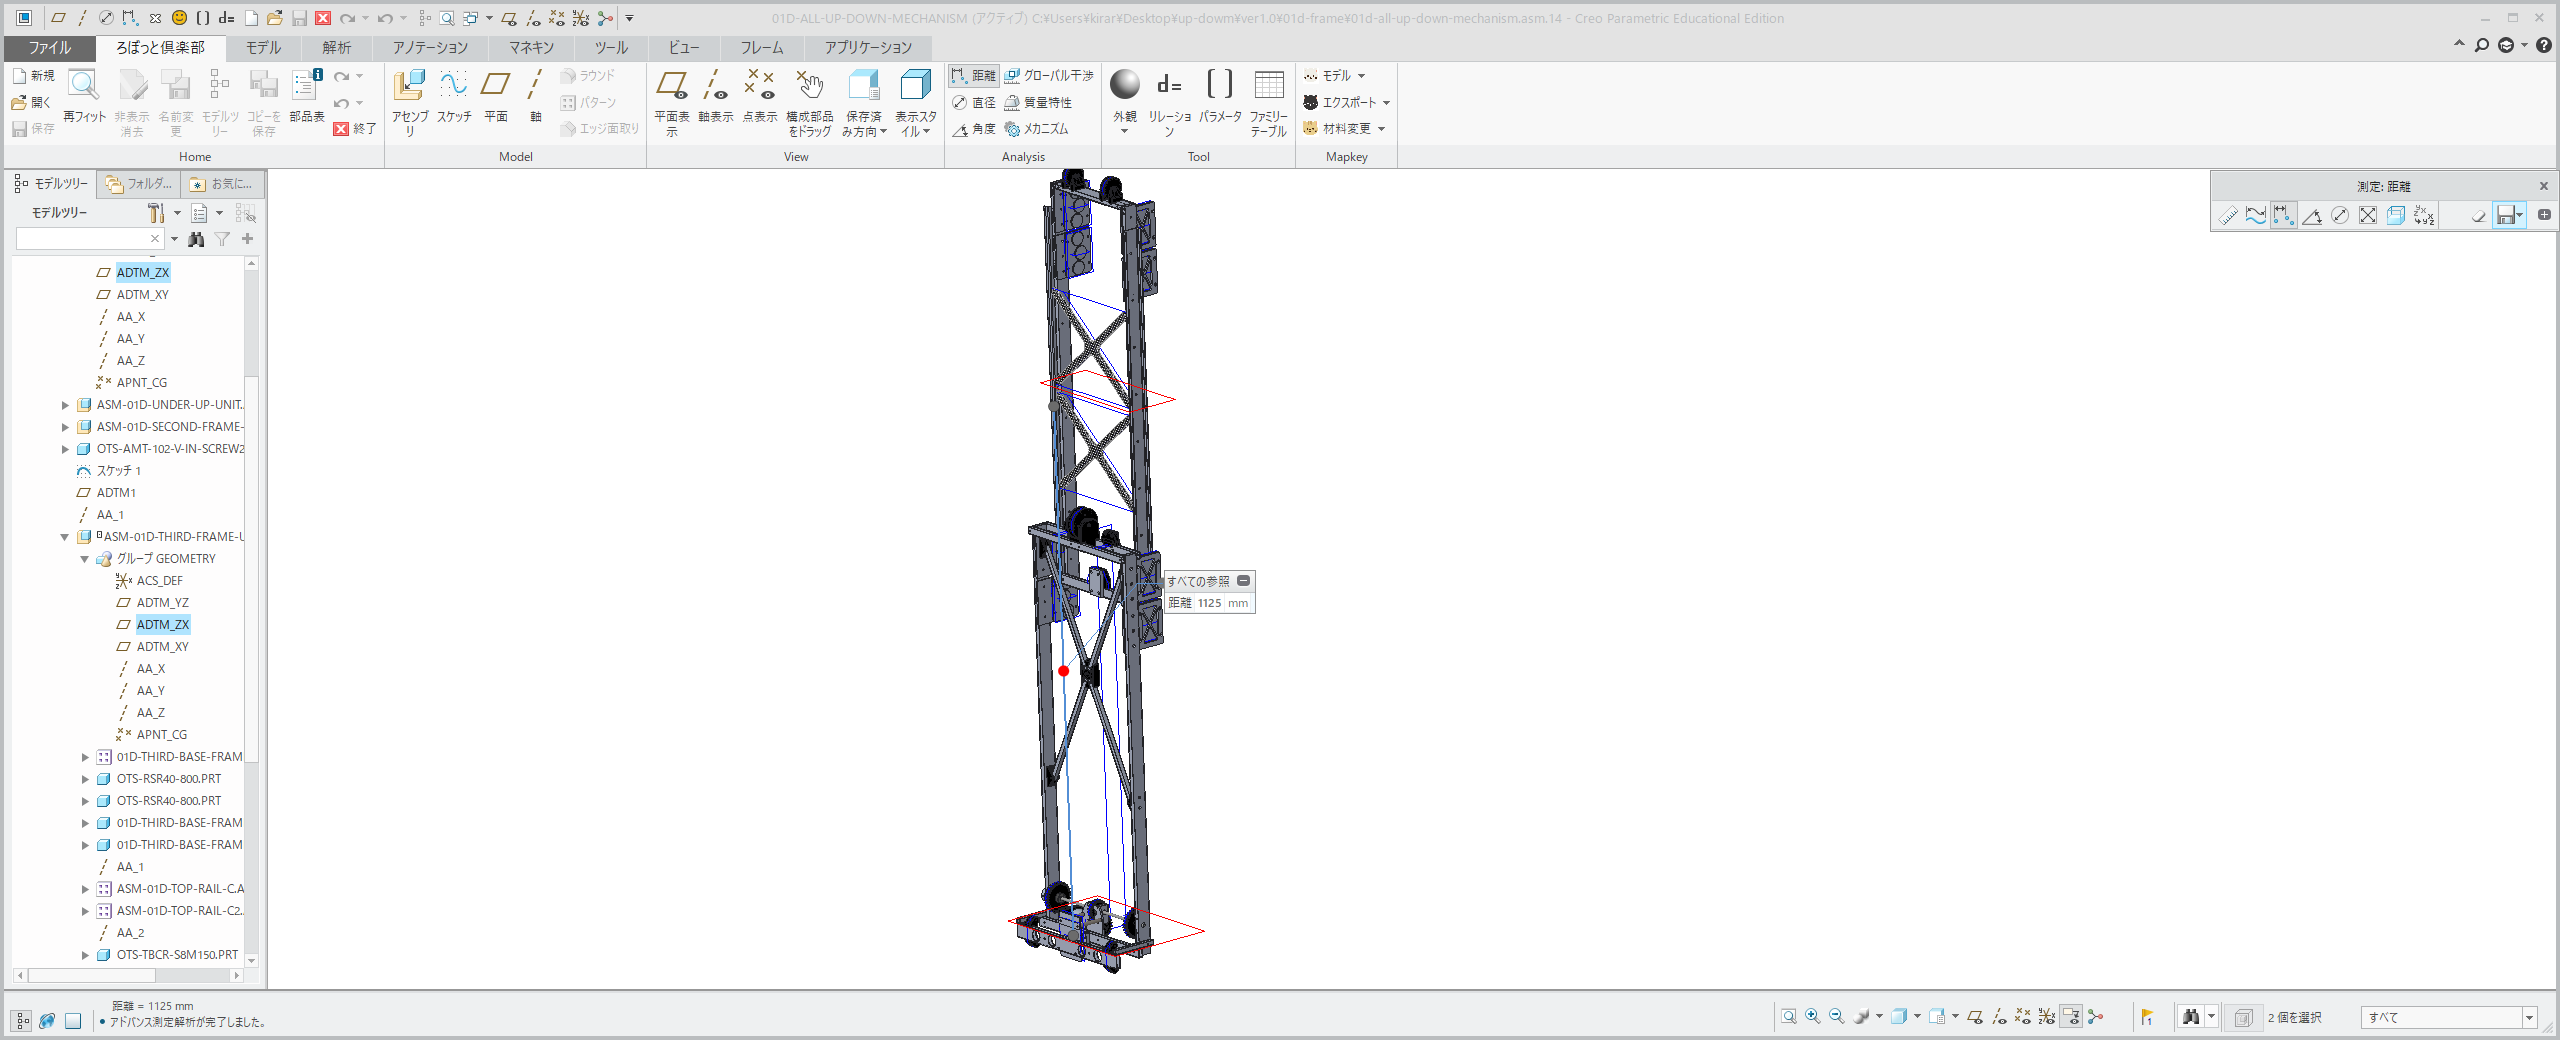 01D-ALL-UP-DOWN-MECHANISM (アクティブ) C:¥Users¥kirar¥Desktop¥up-down¥ver1.0¥01d-frame¥01d-all-up-down-mechanism.asm.14 - Creo Parametric Educational Edition
ファイル ろぼっと倶楽部 モデル 解析 アノテーション マネキン ツール ビュー フレーム アプリケーション
新規
開く
保存
再フィット
非表示消去
名前変更
モデルツリー
コピーを保存
部品表
終了
アセンブリ
スケッチ
平面
軸
ラウンド
パターン
エッジ面取り
平面表示
軸表示
点表示
構成部品をドラッグ
保存済み方向
表示スタイル
距離
直径
角度
グローバル干渉
質量特性
メカニズム
外観
d=
リレーション
パラメータ
ファミリーテーブル
モデル
エクスポート
材料変更
Home Model View Analysis Tool Mapkey
モデルツリー フォルダ... お気に...
モデルツリー
ADTM_ZX
ADTM_XY
AA_X
AA_Y
AA_Z
APNT_CG
ASM-01D-UNDER-UP-UNIT..
ASM-01D-SECOND-FRAME-
OTS-AMT-102-V-IN-SCREW2
スケッチ 1
ADTM1
AA_1
ASM-01D-THIRD-FRAME-U
グループ GEOMETRY
ACS_DEF
ADTM_YZ
ADTM_ZX
ADTM_XY
AA_X
AA_Y
AA_Z
APNT_CG
01D-THIRD-BASE-FRAM
OTS-RSR40-800.PRT
OTS-RSR40-800.PRT
01D-THIRD-BASE-FRAM
01D-THIRD-BASE-FRAM
AA_1
ASM-01D-TOP-RAIL-C.A
ASM-01D-TOP-RAIL-C2..
AA_2
OTS-TBCR-S8M150.PRT
測定: 距離
すべての参照
距離 1125 mm
距離 = 1125 mm
• アドバンス測定解析が完了しました。
2 個を選択
すべて